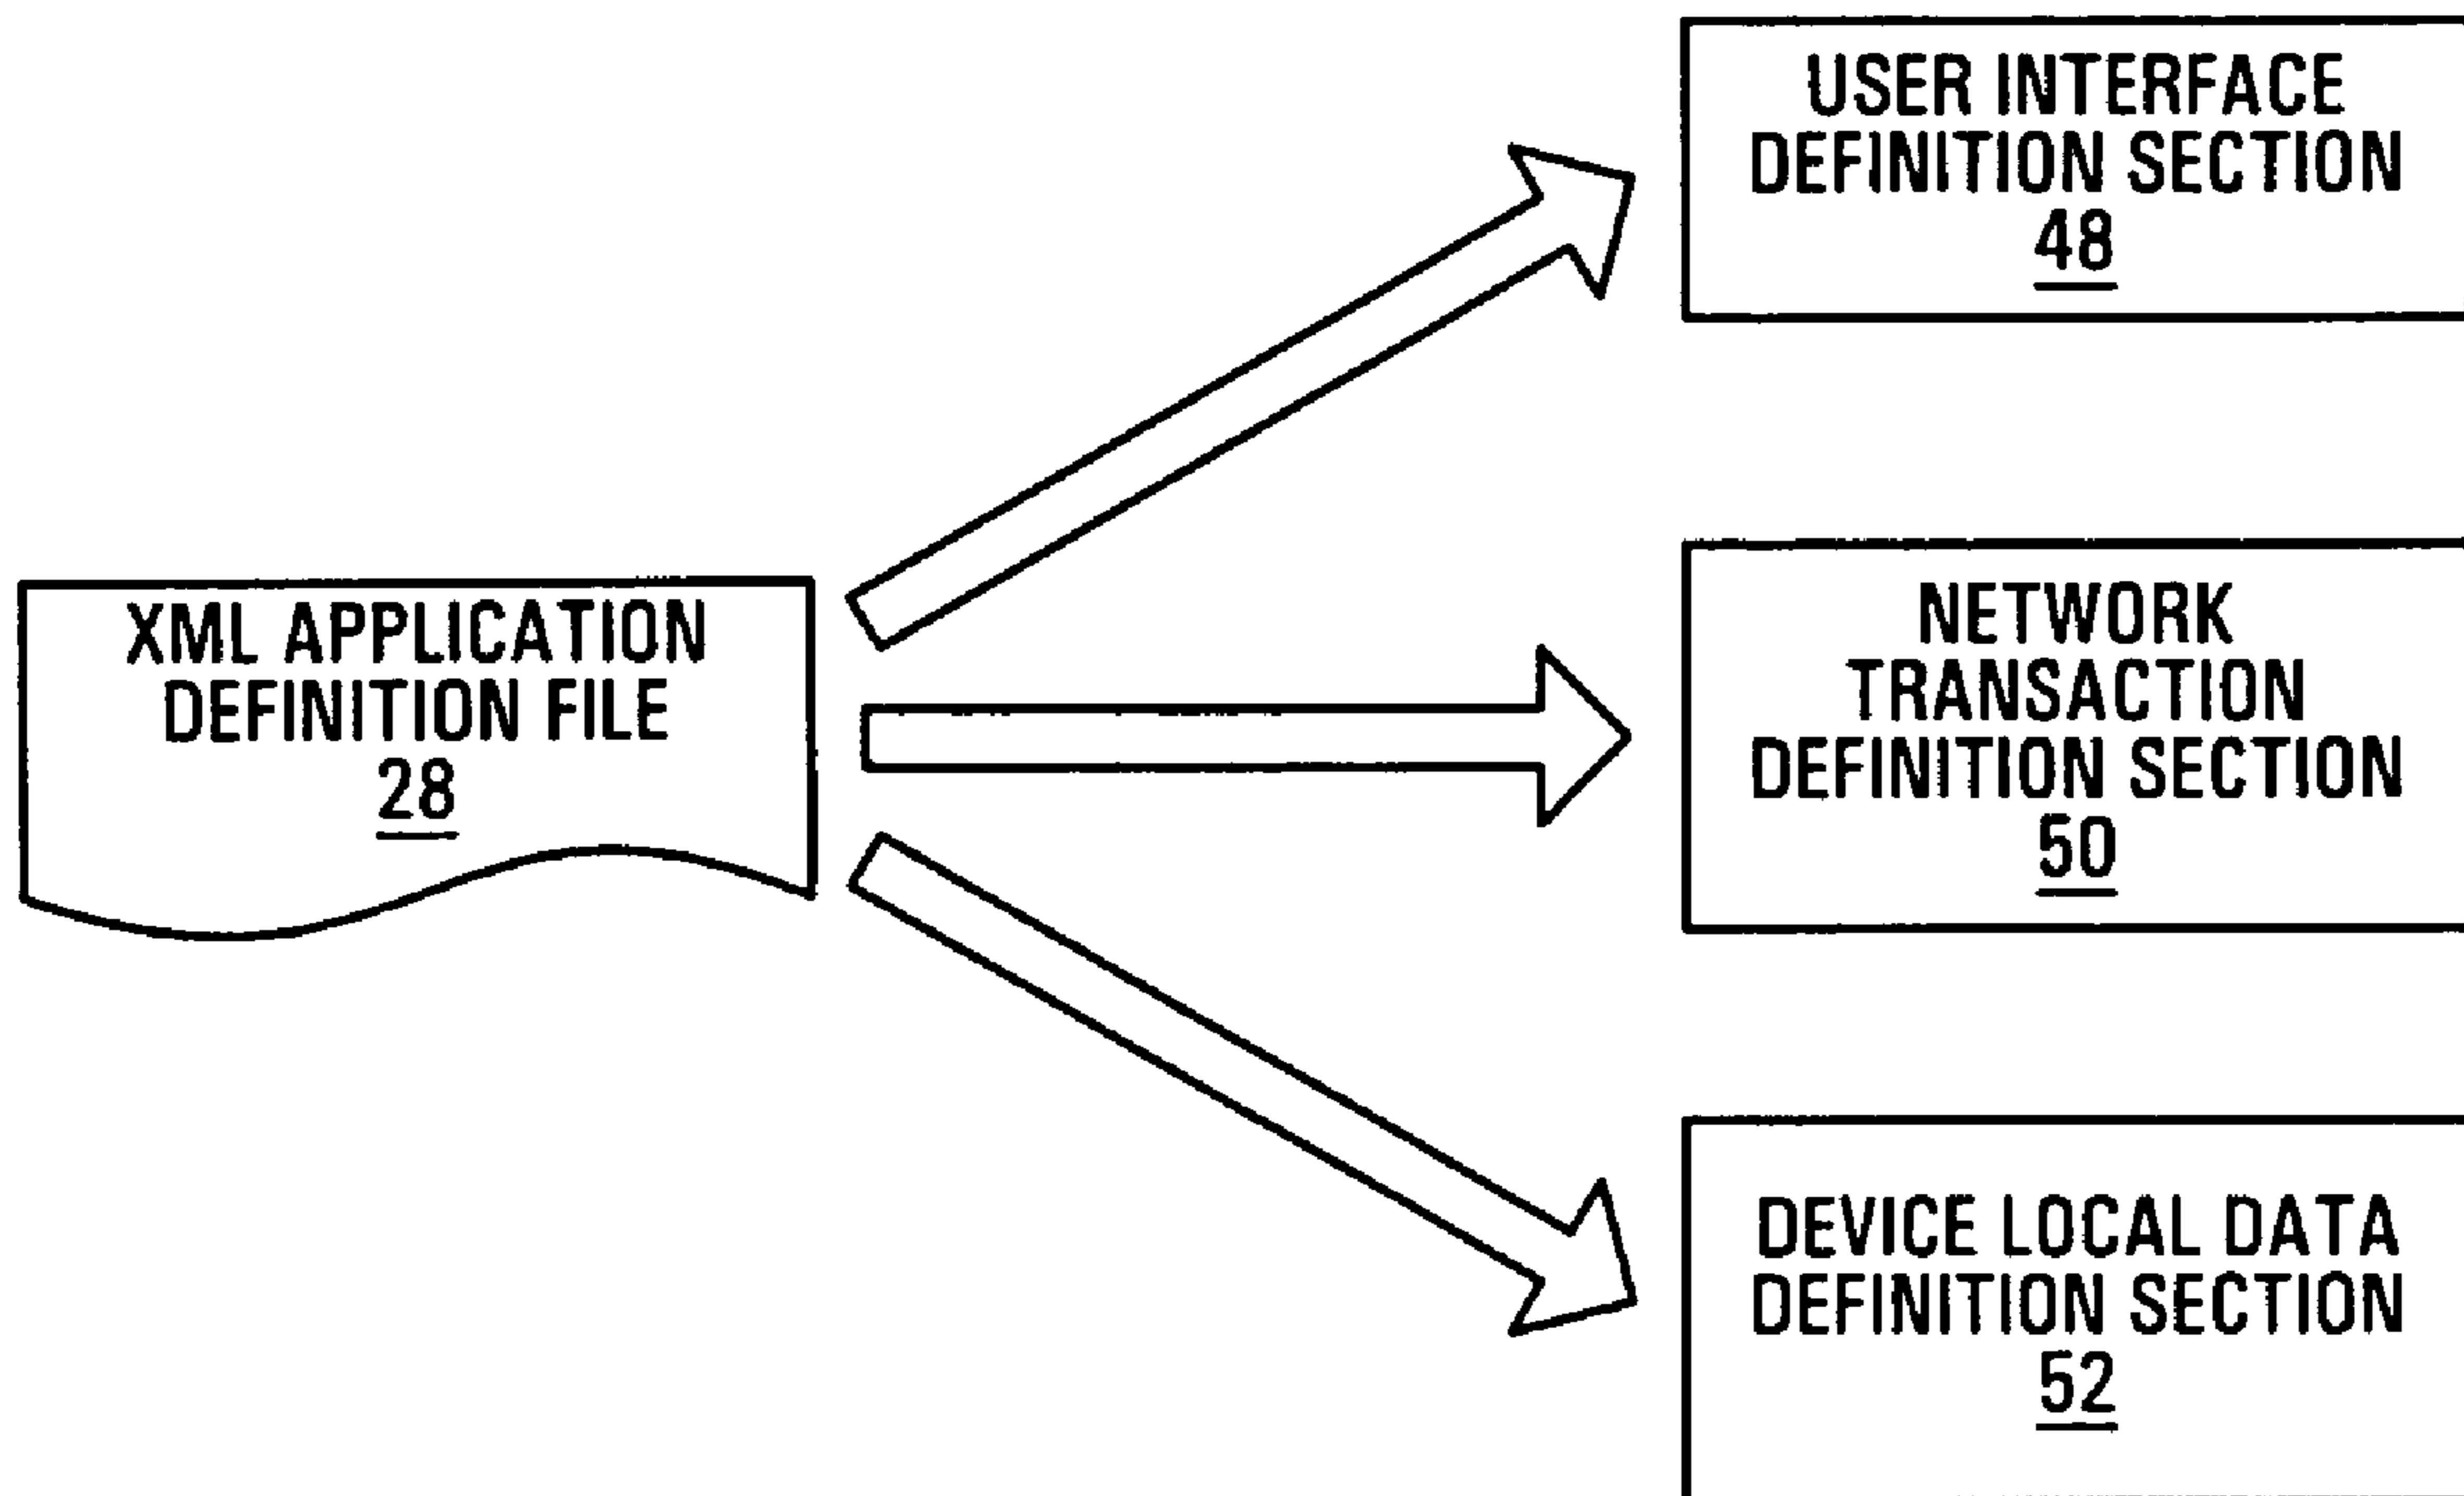 USER INTERFACE
DEFINITION SECTION
48
XML APPLICATION
DEFINITION FILE
28
NETWORK
TRANSACTION
DEFINITION SECTION
50
DEVICE LOCAL DATA
DEFINITION SECTION
52